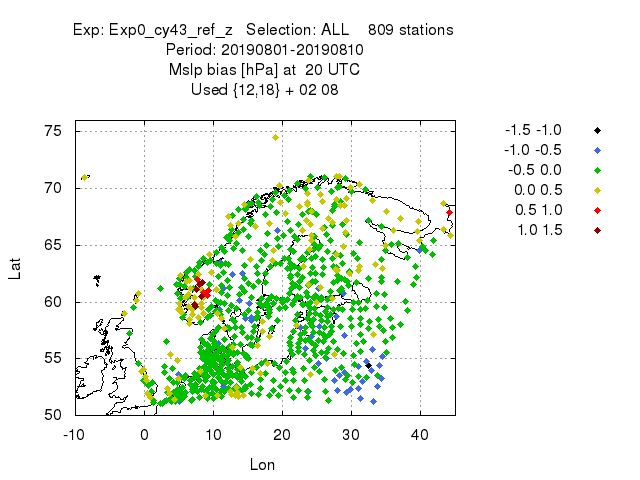 Exp: Exp0_cy43_ref_z Selection: ALL 809 stations
Period: 20190801-20190810
Mslp bias [hPa] at 20 UTC
Used {12,18} + 02 08
75
70
65
60
55
50
-10 0 10 20 30 40
Lat
Lon
-1.5 -1.0
-1.0 -0.5
-0.5 0.0
0.0 0.5
0.5 1.0
1.0 1.5